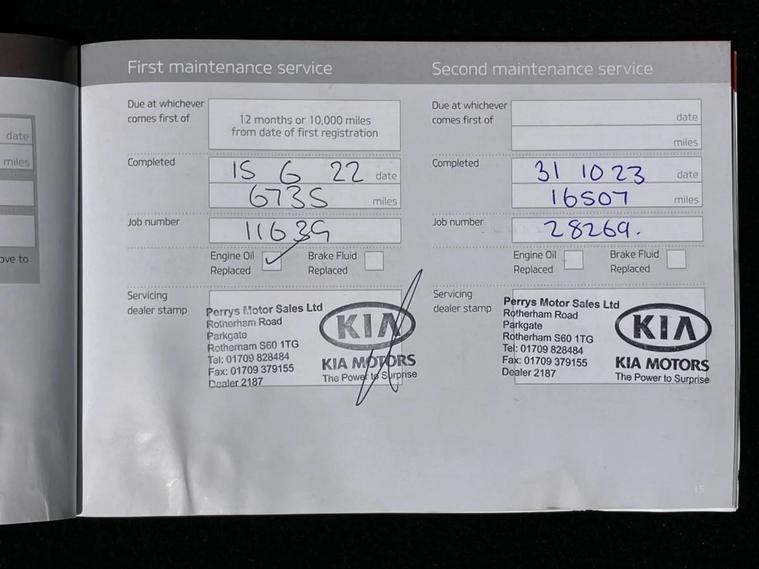 First maintenance service
Due at whichever
comes first of
12 months or 10,000 miles
from date of first registration
Completed
15 6 22 date
6735 miles
Job number
11639
Engine Oil
Replaced
Brake Fluid
Replaced
Servicing
dealer stamp
Perrys Motor Sales Ltd
Rotherham Road
Parkgate
Rotherham S60 1TG
Tel: 01709 828484
Fax: 01709 379155
Dealer 2187
KIA
KIA MOTORS
The Power to Surprise
Second maintenance service
Due at whichever
comes first of
date
miles
Completed
31 10 23 date
16507 miles
Job number
28269.
Engine Oil
Replaced
Brake Fluid
Replaced
Servicing
dealer stamp
Perrys Motor Sales Ltd
Rotherham Road
Parkgate
Rotherham S60 1TG
Tel: 01709 828484
Fax: 01709 379155
Dealer 2187
KIA
KIA MOTORS
The Power to Surprise
15
date
miles
ove to